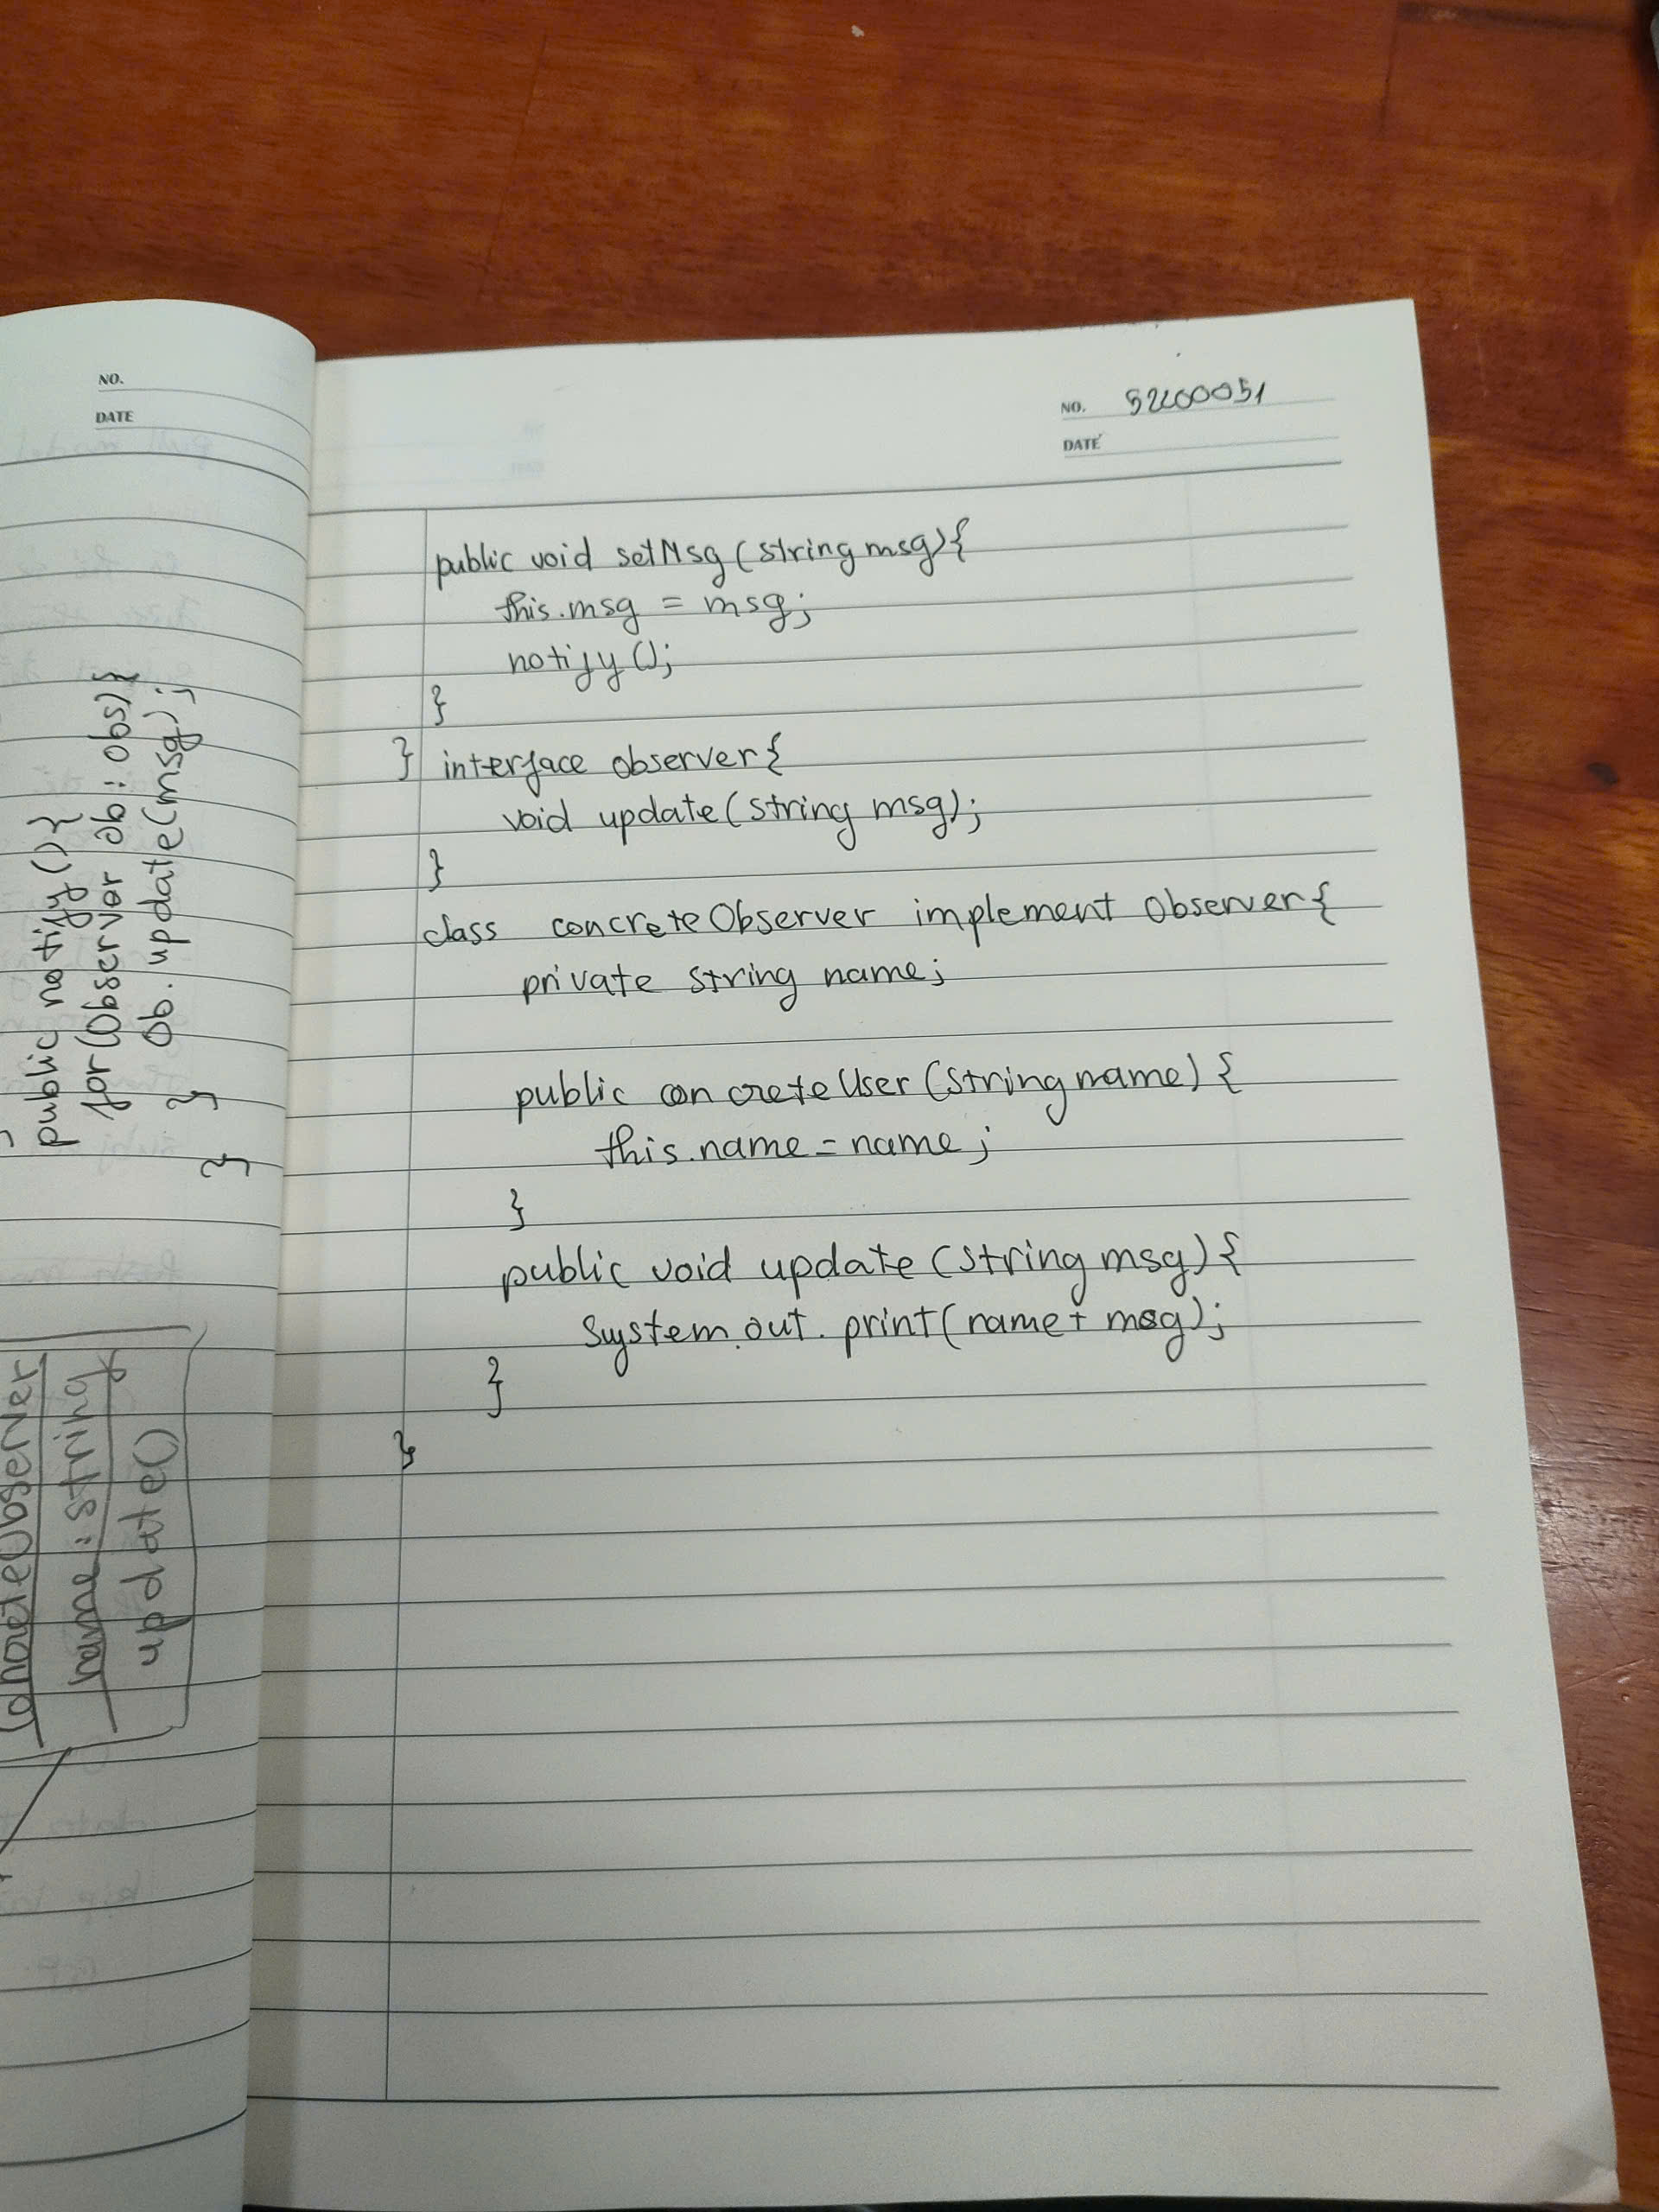 NO.
DATE
public notify(){
for(Observer ob : obs){
ob.update(msg);
}
}
name: string
update()
NO. 52200051
DATE
public void setMsg(string msg){
this.msg = msg;
notify();
}
} interface observer{
void update(string msg);
}
class concreteObserver implement Observer{
private string name;
public concreteUser(string name){
this.name = name;
}
public void update(string msg){
system.out.print(name + msg);
}
}